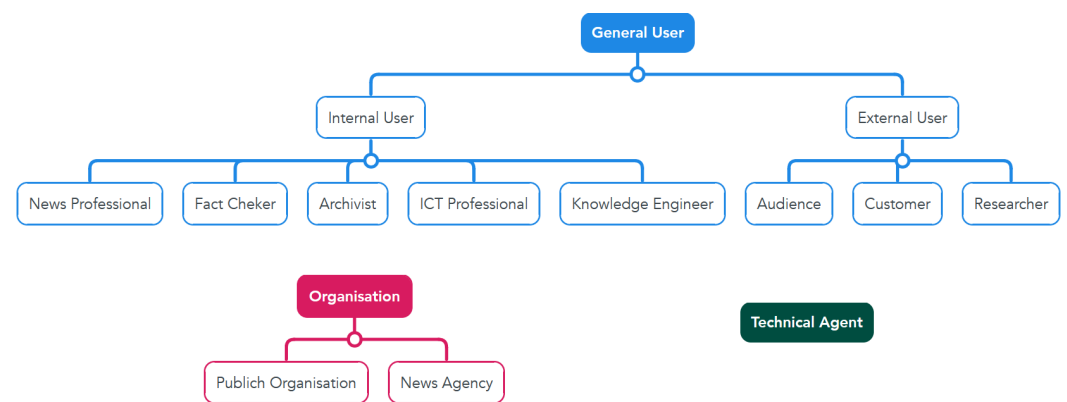 General User
Internal User
External User
News Professional
Fact Cheker
Archivist
ICT Professional
Knowledge Engineer
Audience
Customer
Researcher
Organisation
Technical Agent
Publich Organisation
News Agency